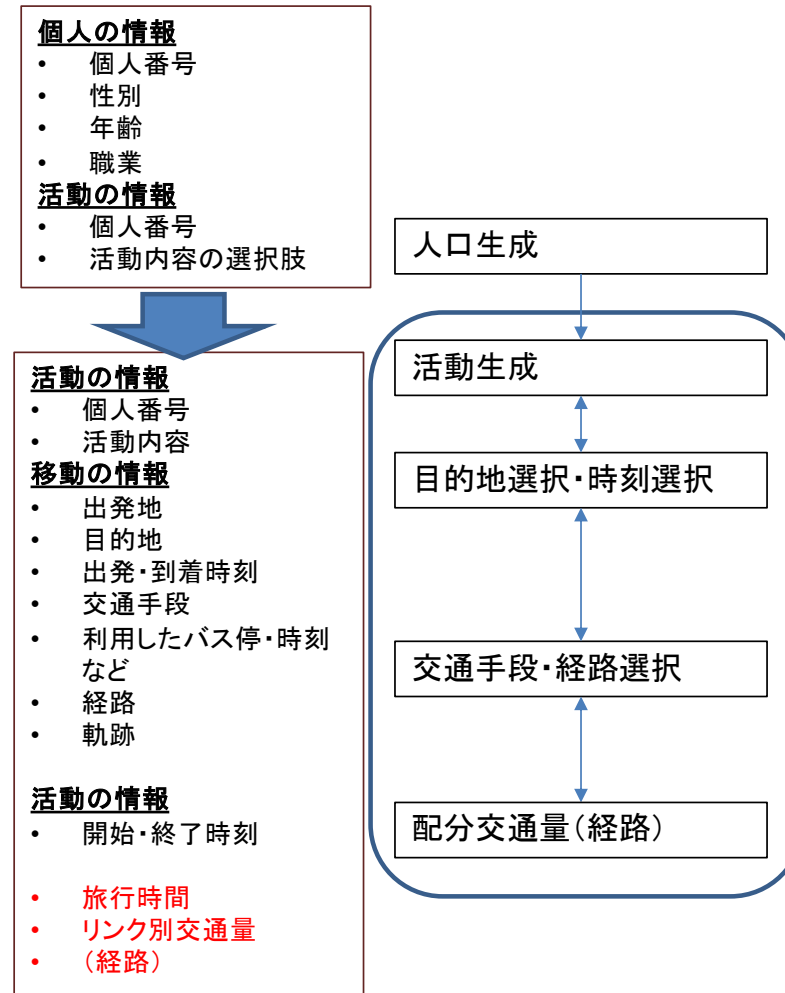 個人の情報
• 個人番号
• 性別
• 年齢
• 職業
活動の情報
• 個人番号
• 活動内容の選択肢
活動の情報
• 個人番号
• 活動内容
移動の情報
• 出発地
• 目的地
• 出発・到着時刻
• 交通手段
• 利用したバス停・時刻
など
• 経路
• 軌跡
活動の情報
• 開始・終了時刻
• 旅行時間
• リンク別交通量
• (経路)
人口生成
活動生成
目的地選択・時刻選択
交通手段・経路選択
配分交通量(経路)